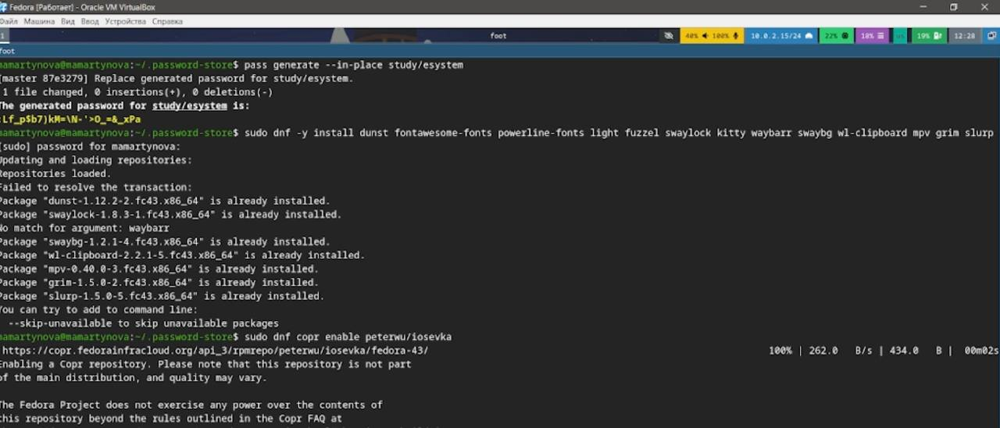 Fedora [Работает] - Oracle VM VirtualBox
Файл Машина Вид Ввод Устройства Справка
1 foot 40% 100% 10.0.2.15/24 22% 18% us 19% 12:28
foot
mamartynova@mamartynova:~/.password-store$ pass generate --in-place study/esystem
[master 87e3279] Replace generated password for study/esystem.
1 file changed, 0 insertions(+), 0 deletions(-)
The generated password for study/esystem is:
:Lf_p$b7)kM=\N-'>O_=&_xPa
mamartynova@mamartynova:~/.password-store$ sudo dnf -y install dunst fontawesome-fonts powerline-fonts light fuzzel swaylock kitty waybarr swaybg wl-clipboard mpv grim slurp
[sudo] password for mamartynova:
Updating and loading repositories:
Repositories loaded.
Failed to resolve the transaction:
Package "dunst-1.12.2-2.fc43.x86_64" is already installed.
Package "swaylock-1.8.3-1.fc43.x86_64" is already installed.
No match for argument: waybarr
Package "swaybg-1.2.1-4.fc43.x86_64" is already installed.
Package "wl-clipboard-2.2.1-5.fc43.x86_64" is already installed.
Package "mpv-0.40.0-3.fc43.x86_64" is already installed.
Package "grim-1.5.0-2.fc43.x86_64" is already installed.
Package "slurp-1.5.0-5.fc43.x86_64" is already installed.
You can try to add to command line:
--skip-unavailable to skip unavailable packages
mamartynova@mamartynova:~/.password-store$ sudo dnf copr enable peterwu/iosevka
https://copr.fedorainfracloud.org/api_3/rpmrepo/peterwu/iosevka/fedora-43/ 100% | 262.0 B/s | 434.0 B | 00m02s
Enabling a Copr repository. Please note that this repository is not part
of the main distribution, and quality may vary.
The Fedora Project does not exercise any power over the contents of
this repository beyond the rules outlined in the Copr FAQ at